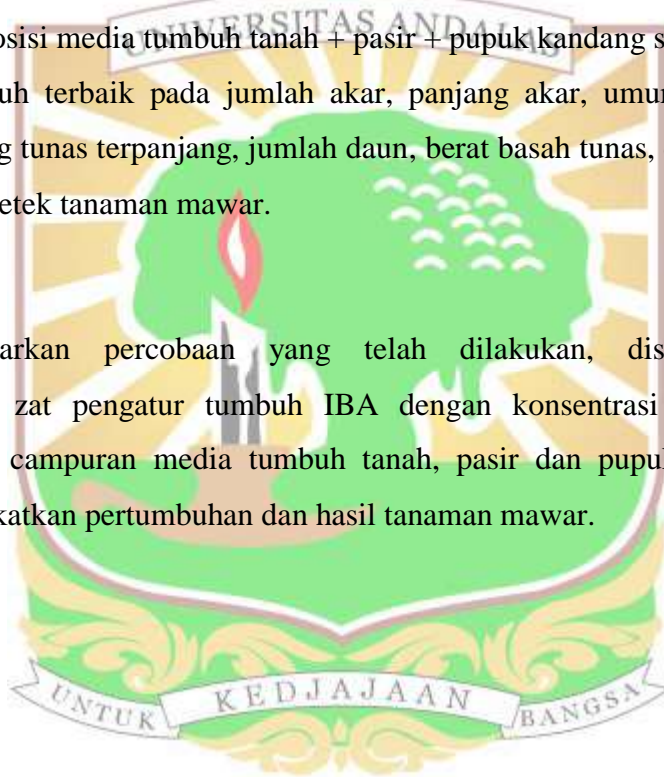 UNIVERSITAS ANDALAS
osisi media tumbuh tanah + pasir + pupuk kandang s
uh terbaik pada jumlah akar, panjang akar, umur
g tunas terpanjang, jumlah daun, berat basah tunas,
etek tanaman mawar.
arkan percobaan yang telah dilakukan, dis
zat pengatur tumbuh IBA dengan konsentrasi
campuran media tumbuh tanah, pasir dan pupuk
katkan pertumbuhan dan hasil tanaman mawar.
UNTUK KEDJAJAAN BANGSA